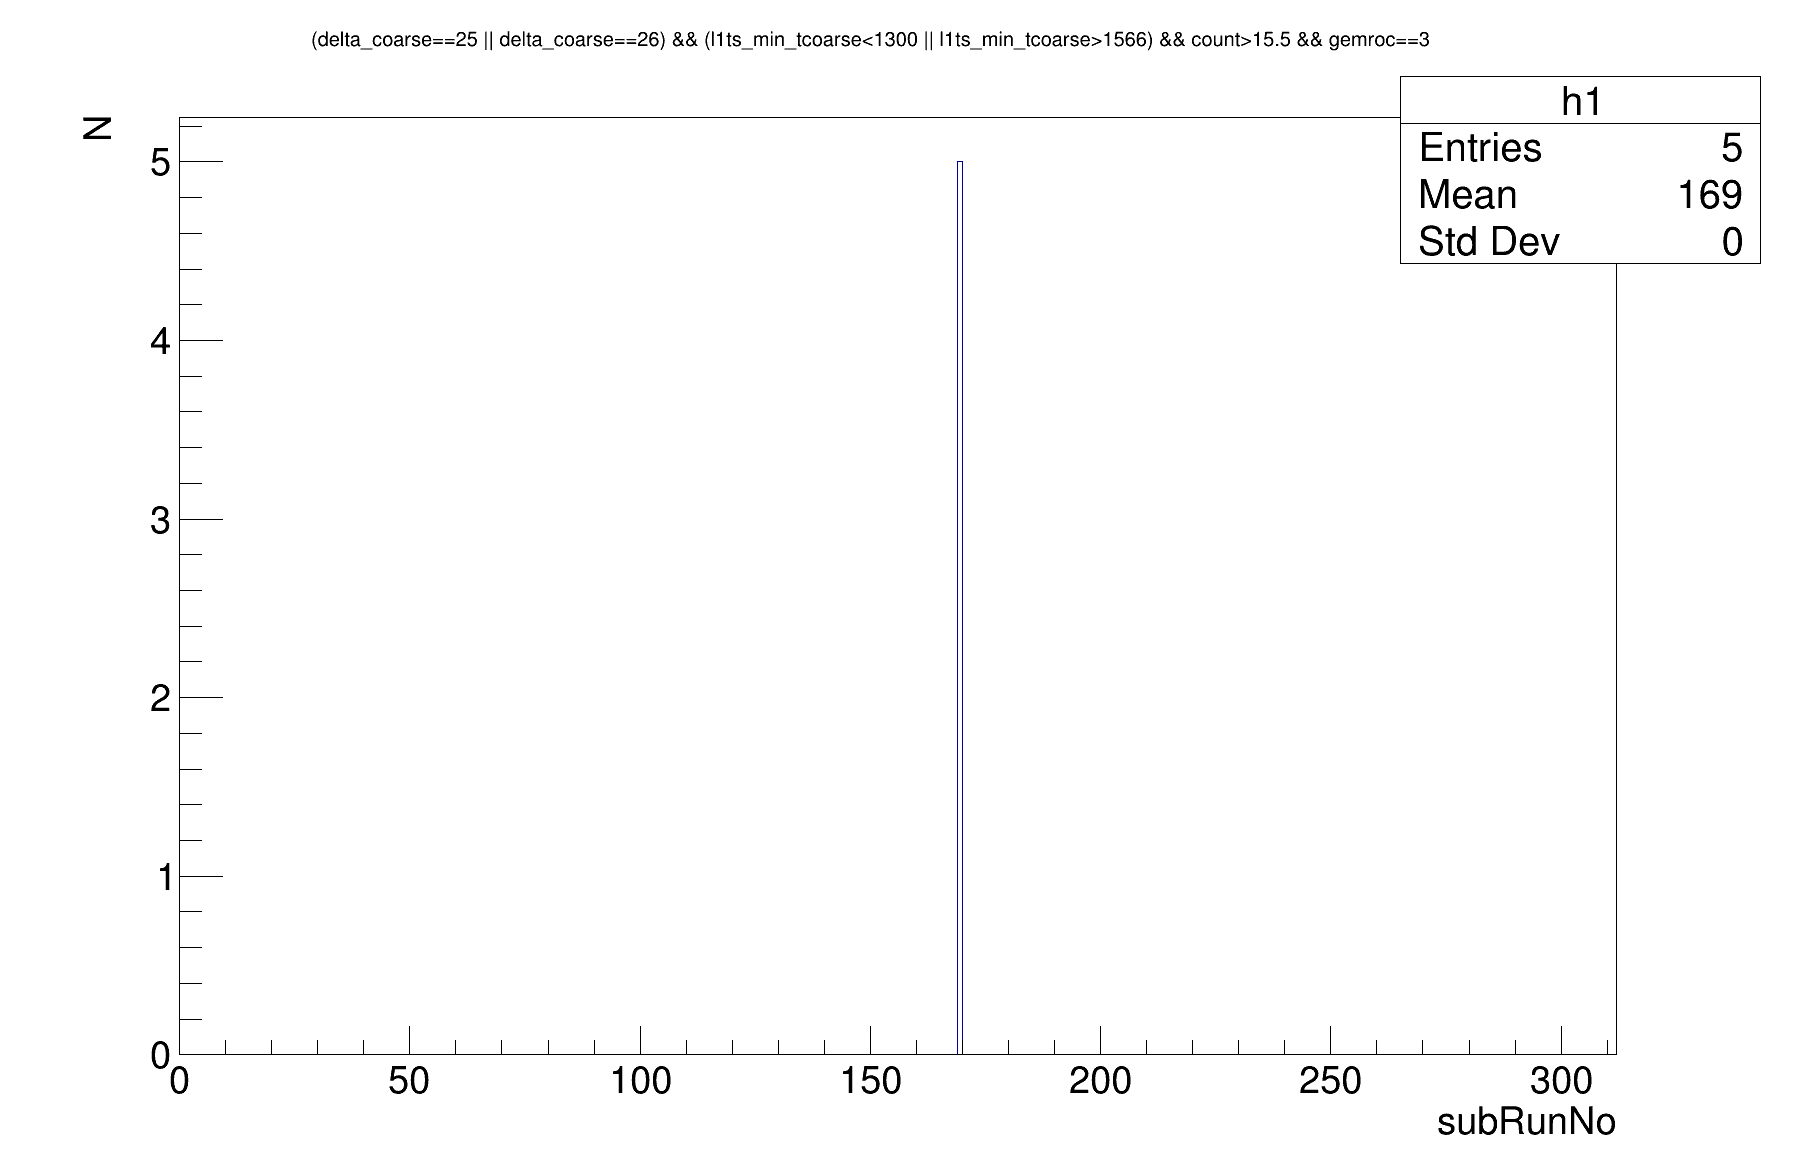 (delta_coarse==25 || delta_coarse==26) && (l1ts_min_tcoarse<1300 || l1ts_min_tcoarse>1566) && count>15.5 && gemroc==3
h1
Entries 5
Mean 169
Std Dev 0
N
5
4
3
2
1
0
0 50 100 150 200 250 300
subRunNo